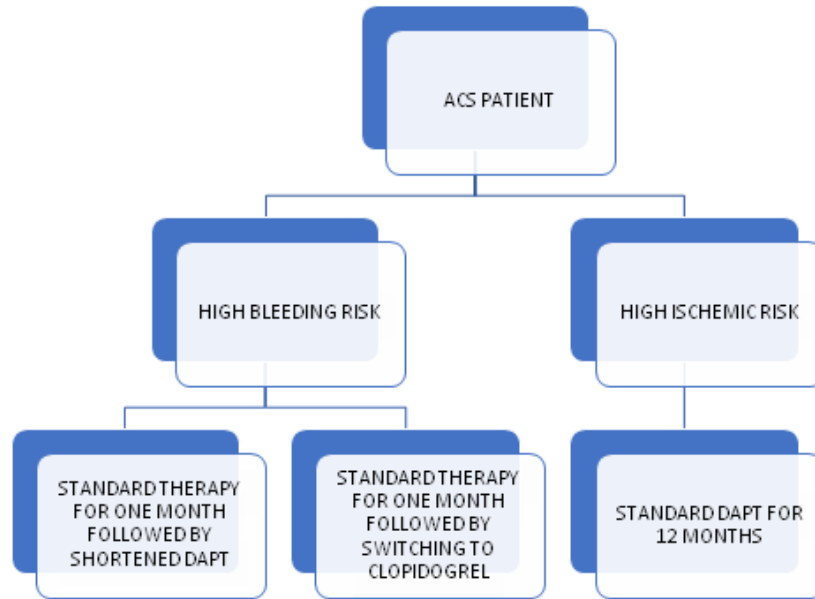 ACS PATIENT
HIGH BLEEDING RISK
HIGH ISCHEMIC RISK
STANDARD THERAPY
FOR ONE MONTH
FOLLOWED BY
SHORTENED DAPT
STANDARD THERAPY
FOR ONE MONTH
FOLLOWED BY
SWITCHING TO
CLOPIDOGREL
STANDARD DAPT FOR
12 MONTHS